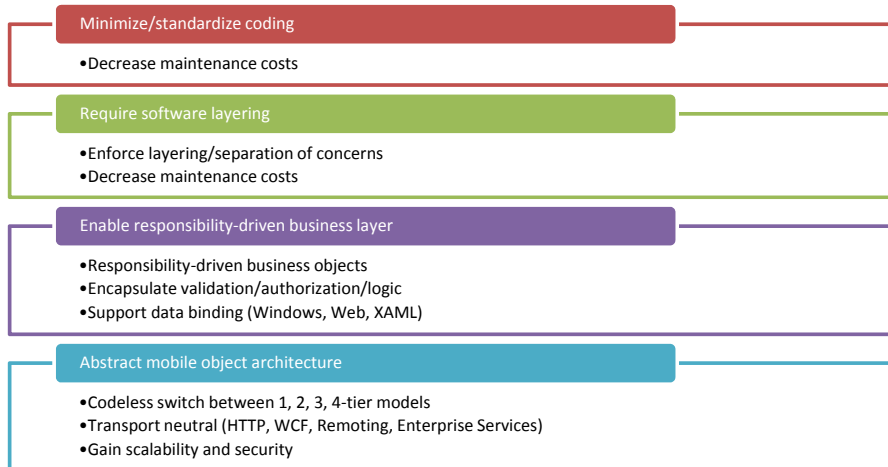 Minimize/standardize coding
•Decrease maintenance costs
Require software layering
•Enforce layering/separation of concerns
•Decrease maintenance costs
Enable responsibility-driven business layer
•Responsibility-driven business objects
•Encapsulate validation/authorization/logic
•Support data binding (Windows, Web, XAML)
Abstract mobile object architecture
•Codeless switch between 1, 2, 3, 4-tier models
•Transport neutral (HTTP, WCF, Remoting, Enterprise Services)
•Gain scalability and security